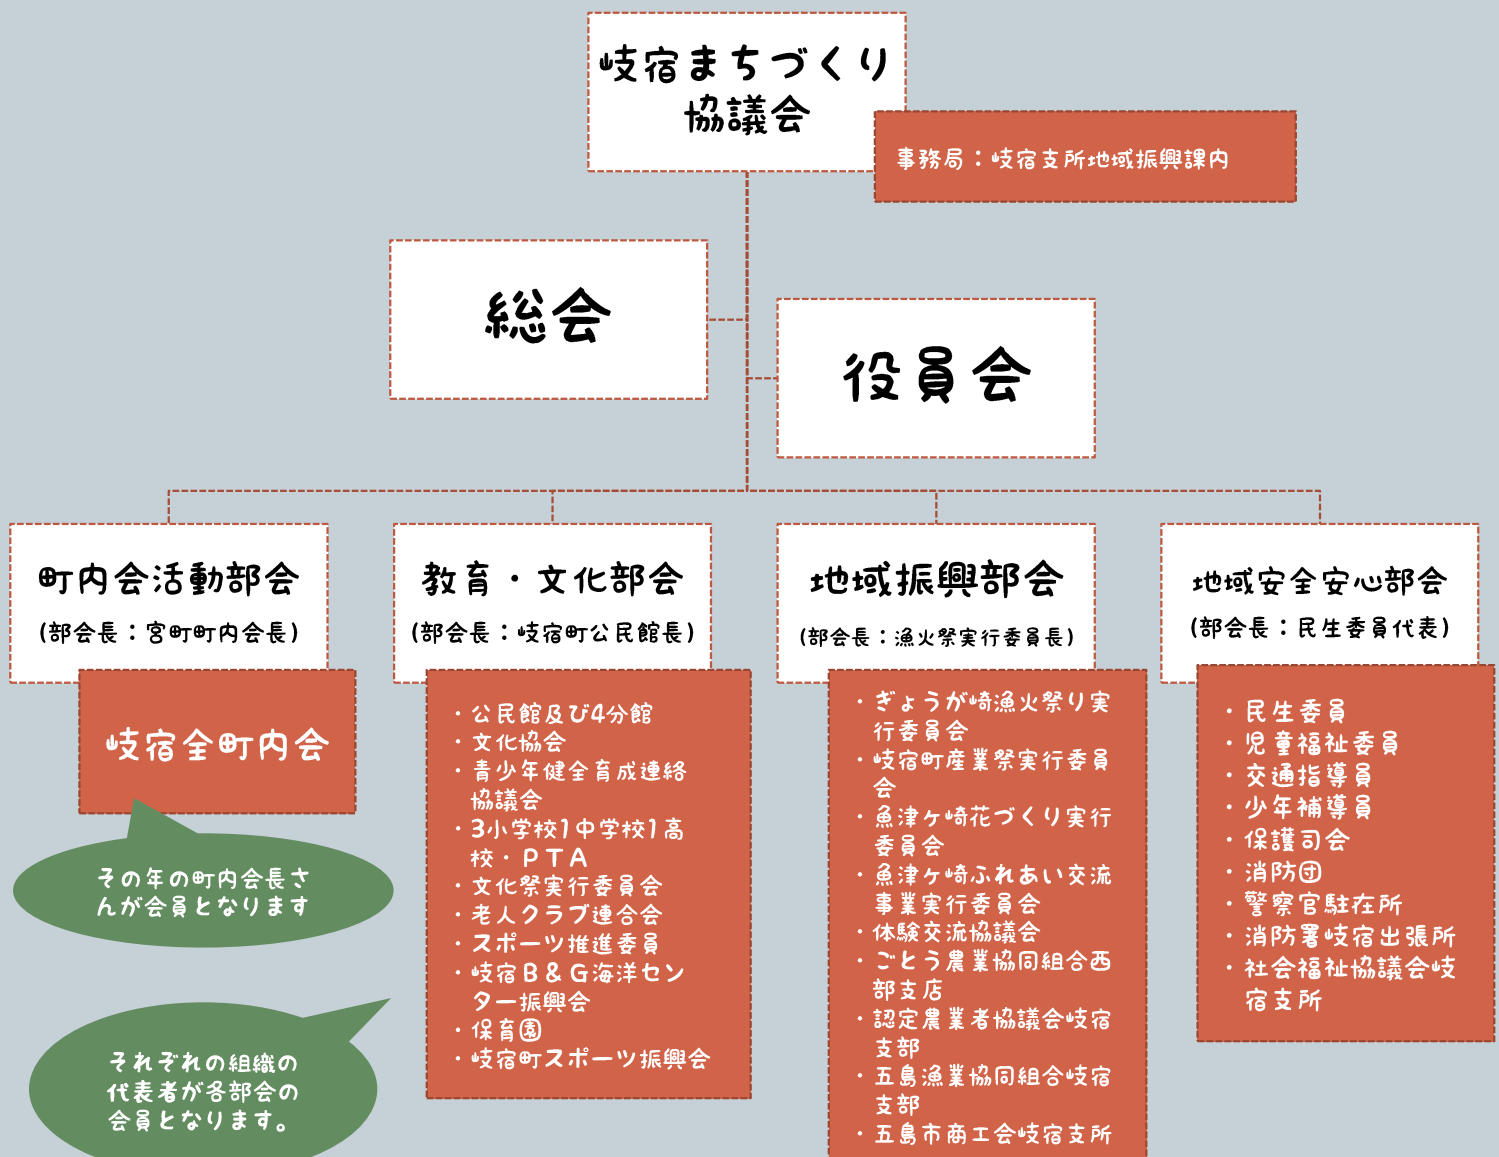 岐宿まちづくり
協議会
事務局：岐宿支所地域振興課内
総会
役員会
町内会活動部会
(部会長：宮町町内会長)
岐宿全町内会
その年の町内会長さ
んが会員となります
それぞれの組織の
代表者が各部会の
会員となります。
教育・文化部会
(部会長：岐宿町公民館長)
・公民館及び4分館
・文化協会
・青少年健全育成連絡
協議会
・3小学校1中学校1高
校・ＰＴＡ
・文化祭実行委員会
・老人クラブ連合会
・スポーツ推進委員
・岐宿Ｂ＆Ｇ海洋セン
ター振興会
・保育園
・岐宿町スポーツ振興会
地域振興部会
(部会長：漁火祭実行委員長)
・ぎょうが崎漁火祭り実
行委員会
・岐宿町産業祭実行委員
会
・魚津ヶ崎花づくり実行
委員会
・魚津ヶ崎ふれあい交流
事業実行委員会
・体験交流協議会
・ごとう農業協同組合西
部支店
・認定農業者協議会岐宿
支部
・五島漁業協同組合岐宿
支部
・五島市商工会岐宿支所
地域安全安心部会
(部会長：民生委員代表)
・民生委員
・児童福祉委員
・交通指導員
・少年補導員
・保護司会
・消防団
・警察官駐在所
・消防署岐宿出張所
・社会福祉協議会岐
宿支所